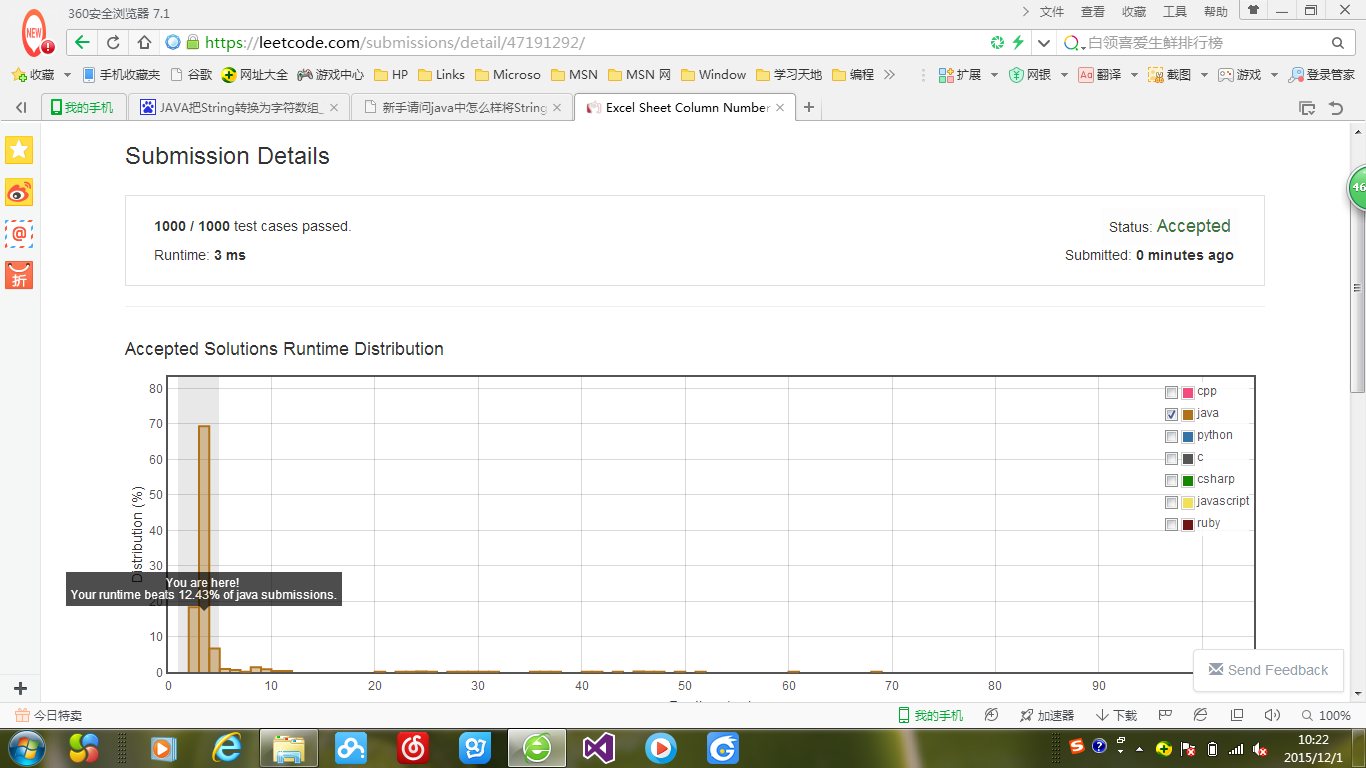 360安全浏览器 7.1
文件 查看 收藏 工具 帮助
NEW
https://leetcode.com/submissions/detail/47191292/
白领喜爱生鲜排行榜
收藏 手机收藏夹 谷歌 网址大全 游戏中心 HP Links Microso MSN MSN 网 Window 学习天地 编程 扩展 网银 翻译 截图 游戏 登录管家
我的手机 JAVA把String转换为字符数组_ 新手请问java中怎么样将String Excel Sheet Column Number
Submission Details
1000 / 1000 test cases passed.
Status: Accepted
Runtime: 3 ms
Submitted: 0 minutes ago
46
折
Accepted Solutions Runtime Distribution
80
70
60
50
40
30
20
10
0
Distribution (%)
cpp
java
python
c
csharp
javascript
ruby
You are here!
Your runtime beats 12.43% of java submissions.
0 10 20 30 40 50 60 70 80 90
Send Feedback
今日特卖
我的手机 加速器 下载 100%
10:22
2015/12/1